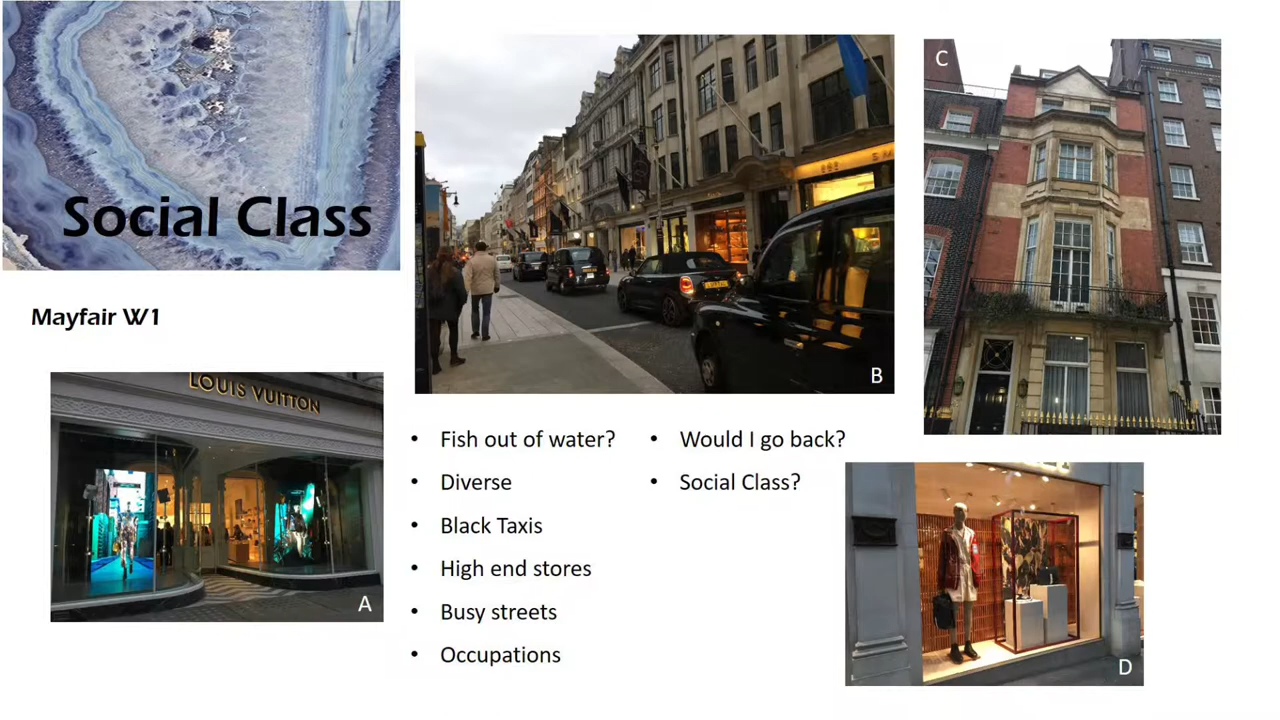 Social Class
Mayfair W1
LOUIS VUITTON
A
B
C
• Fish out of water?
• Diverse
• Black Taxis
• High end stores
• Busy streets
• Occupations
• Would I go back?
• Social Class?
D